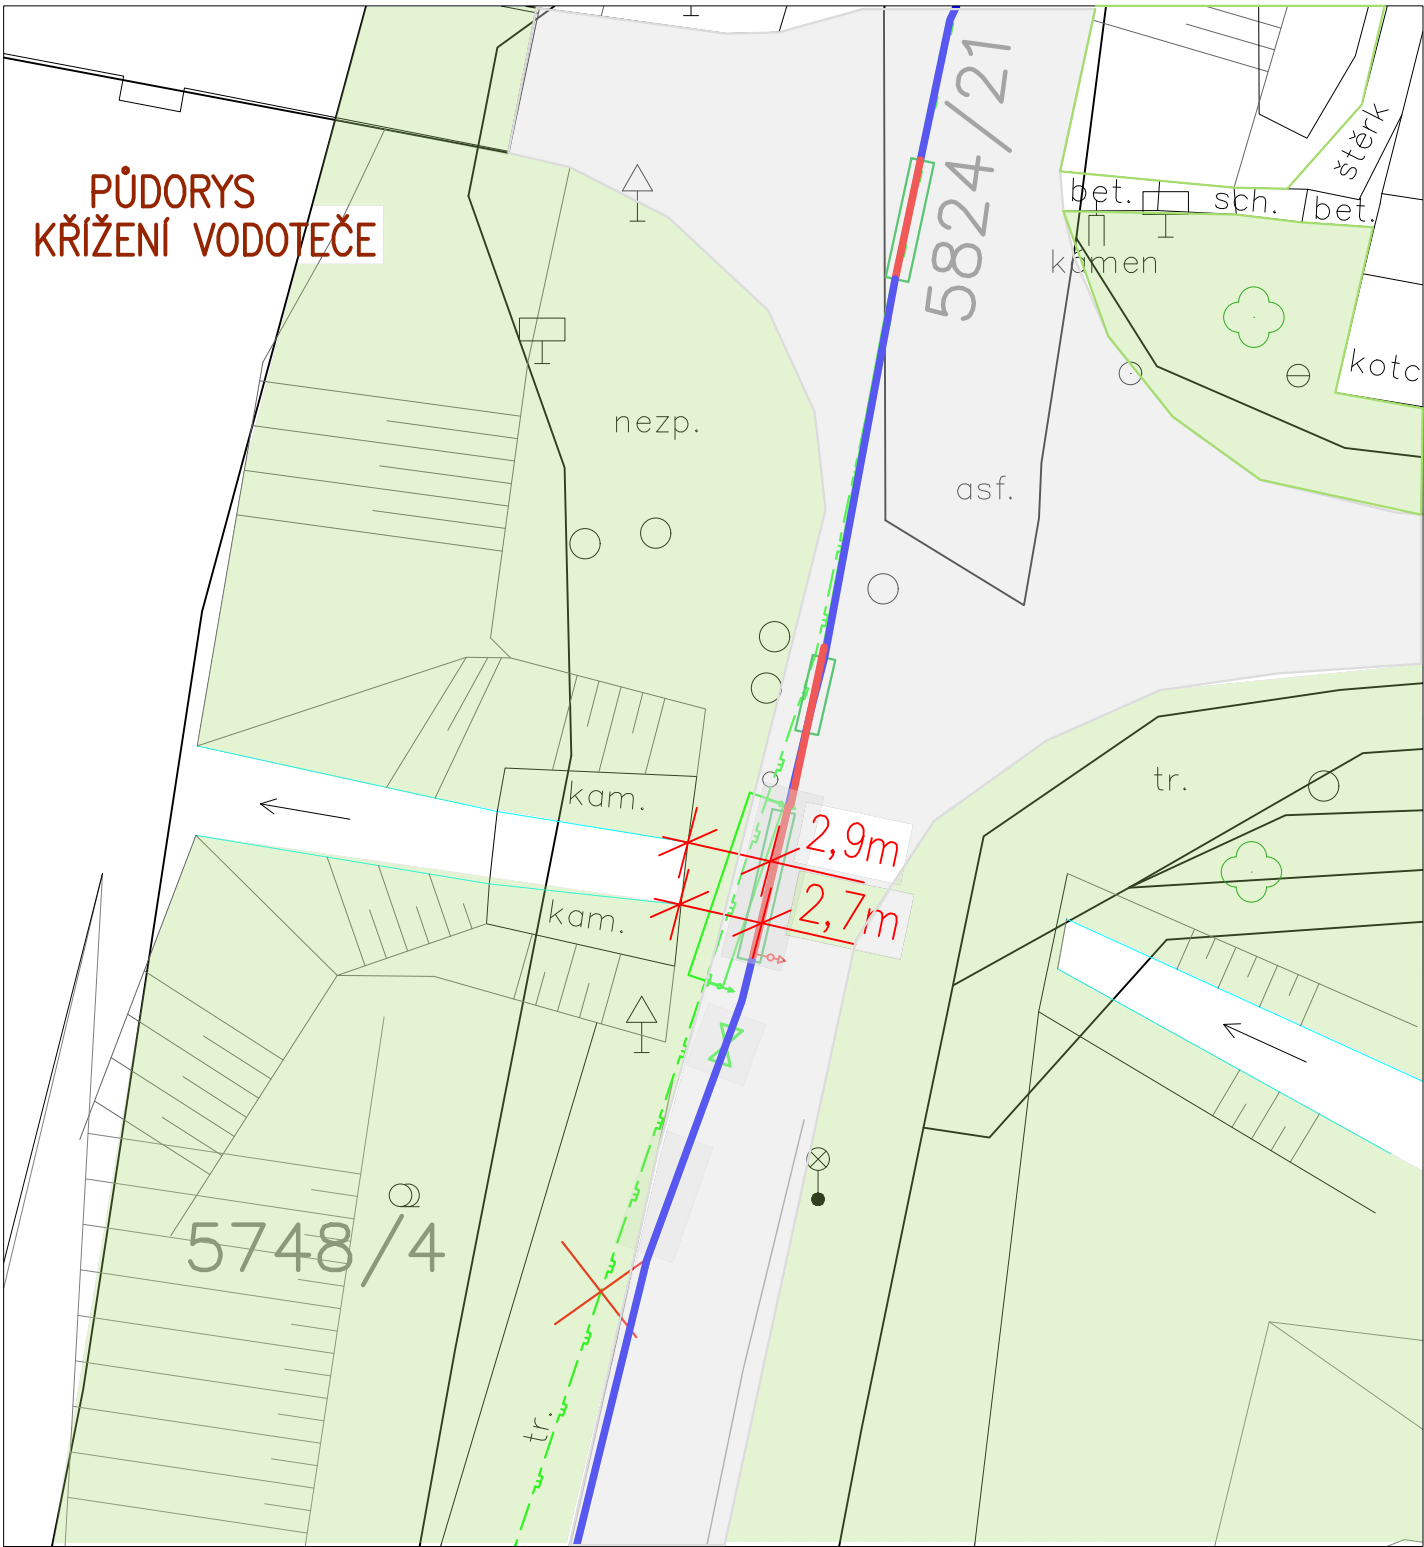 PŮDORYS
KŘÍŽENÍ VODOTEČE
5824/21
štěrk
bet.
sch.
bet.
kámen
kotc
nezp.
asf.
tr.
kam.
2,9m
2,7m
kam.
5748/4
tr.